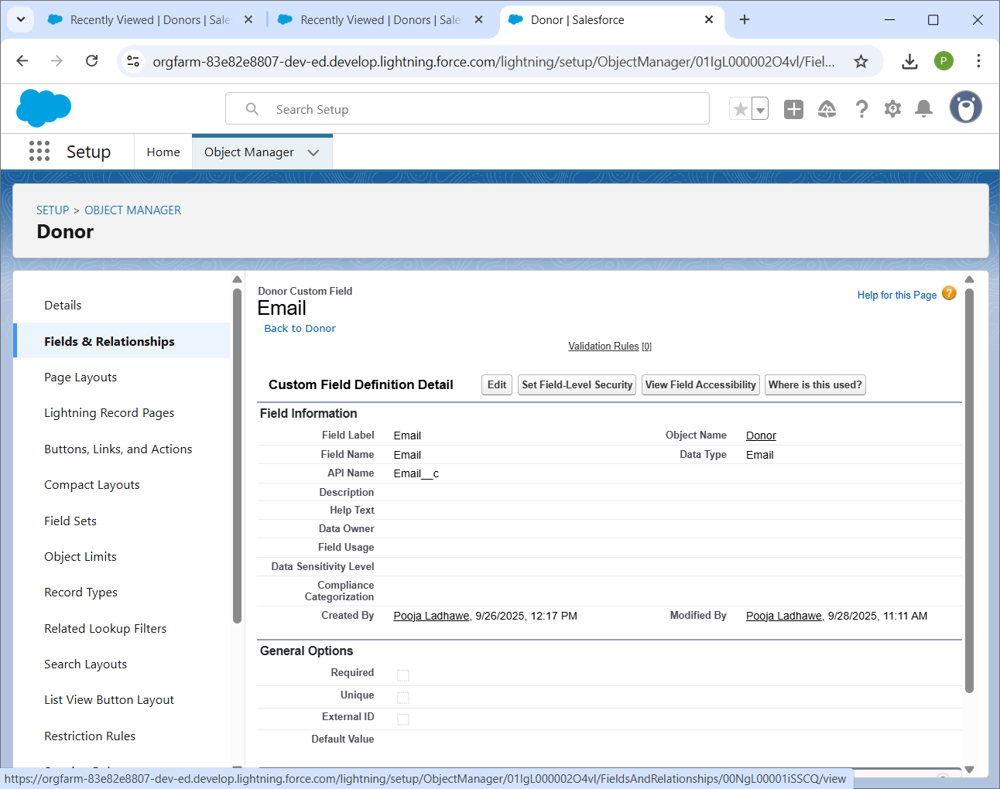 Recently Viewed | Donors | Sale
Recently Viewed | Donors | Sale
Donor | Salesforce
orgfarm-83e82e8807-dev-ed.develop.lightning.force.com/lightning/setup/ObjectManager/01IgL000002O4vl/Fiel...
P
Search Setup
Setup
Home
Object Manager
SETUP > OBJECT MANAGER
Donor
Details
Fields & Relationships
Page Layouts
Lightning Record Pages
Buttons, Links, and Actions
Compact Layouts
Field Sets
Object Limits
Record Types
Related Lookup Filters
Search Layouts
List View Button Layout
Restriction Rules
Donor Custom Field
Email
Back to Donor
Help for this Page
Validation Rules [0]
Custom Field Definition Detail
Edit
Set Field-Level Security
View Field Accessibility
Where is this used?
Field Information
Field Label Email Object Name Donor
Field Name Email Data Type Email
API Name Email__c
Description
Help Text
Data Owner
Field Usage
Data Sensitivity Level
Compliance
Categorization
Created By Pooja Ladhawe, 9/26/2025, 12:17 PM Modified By Pooja Ladhawe, 9/28/2025, 11:11 AM
General Options
Required
Unique
External ID
Default Value
https://orgfarm-83e82e8807-dev-ed.develop.lightning.force.com/lightning/setup/ObjectManager/01IgL000002O4vl/FieldsAndRelationships/00NgL00001iSSCQ/view